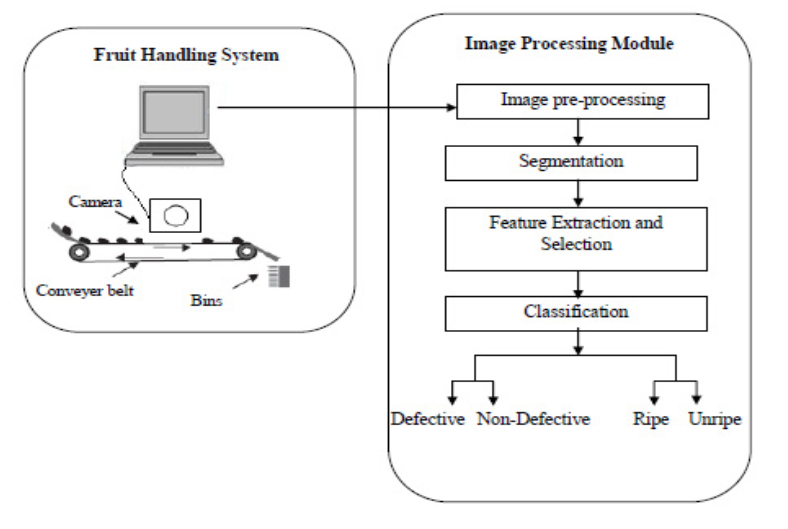 Fruit Handling System
Camera
Conveyer belt
Bins
Image Processing Module
Image pre-processing
Segmentation
Feature Extraction and
Selection
Classification
Defective Non-Defective Ripe Unripe